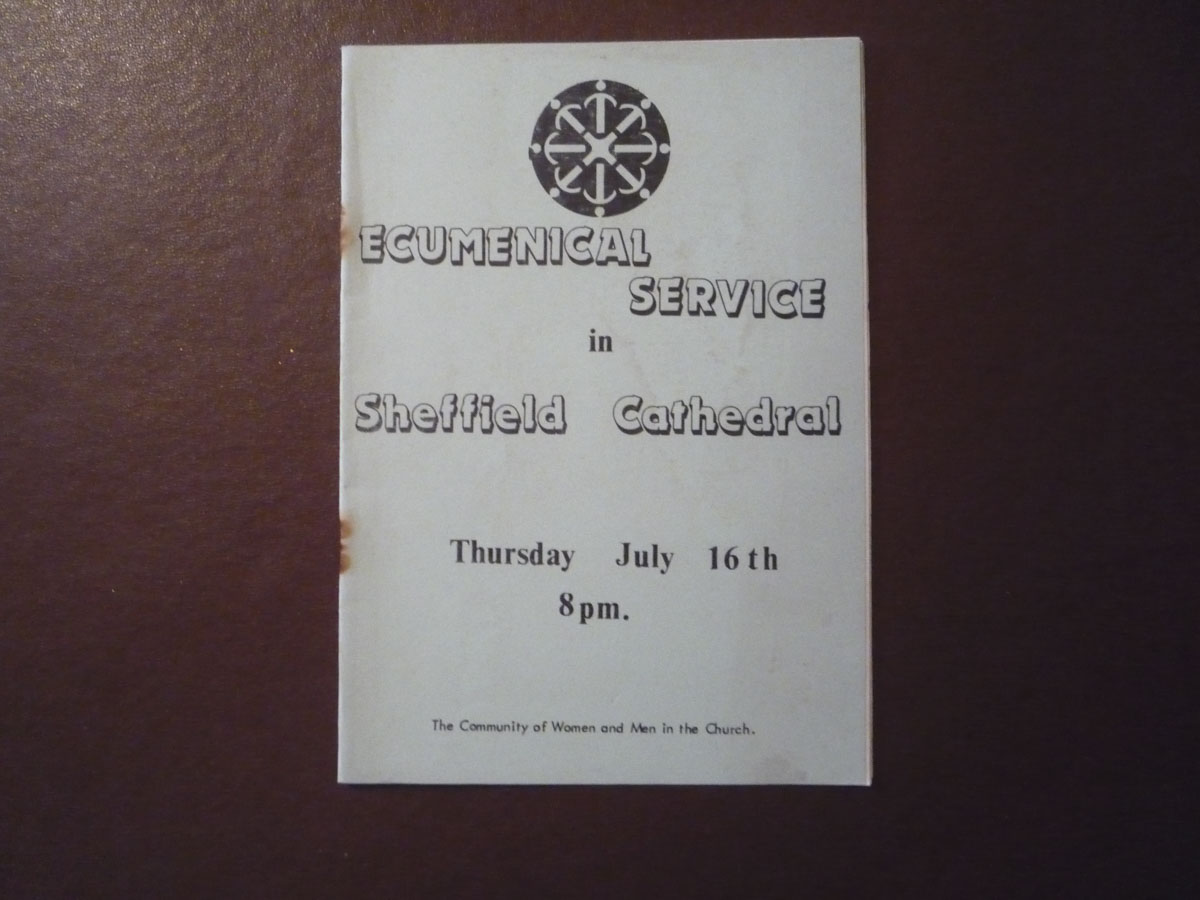 ECUMENICAL
SERVICE
in
Sheffield Cathedral
Thursday July 16th
8pm.
The Community of Women and Men in the Church.